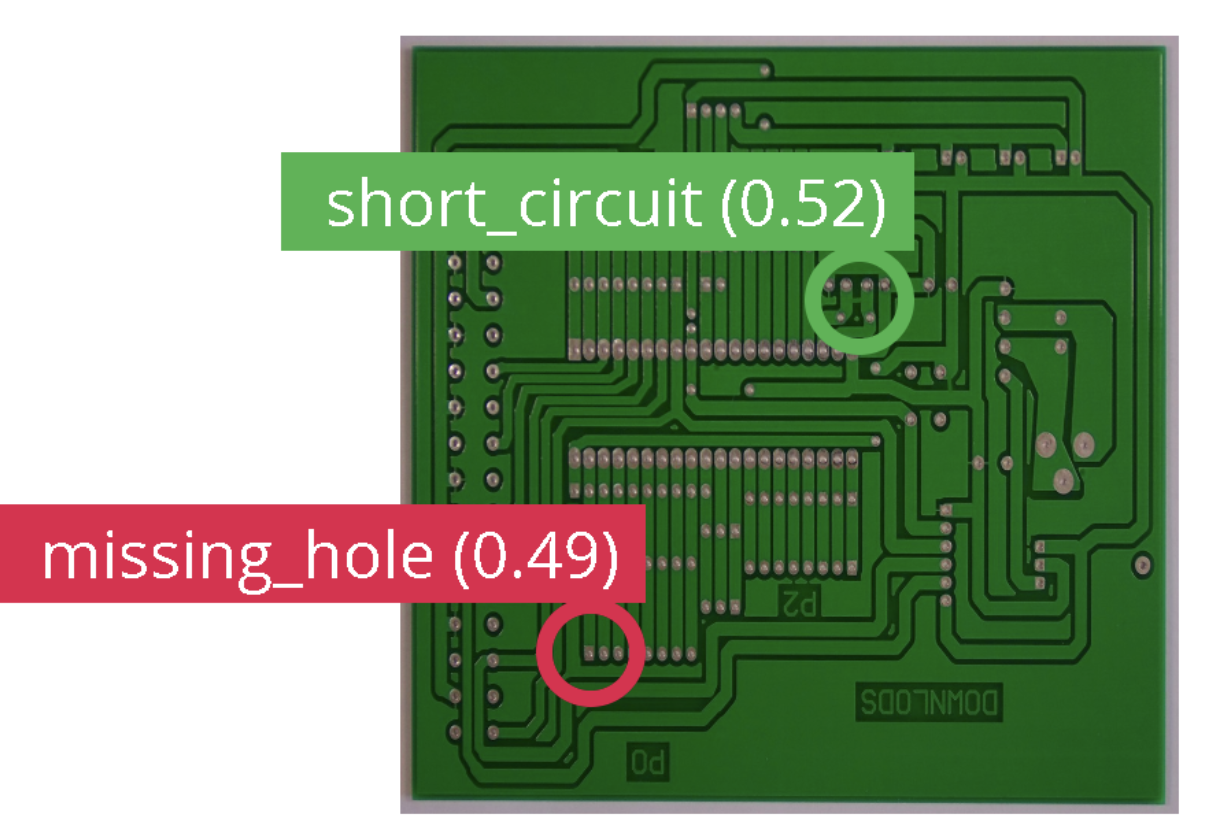 short_circuit (0.52)
missing_hole (0.49)
P2
DOWNLODS
P0